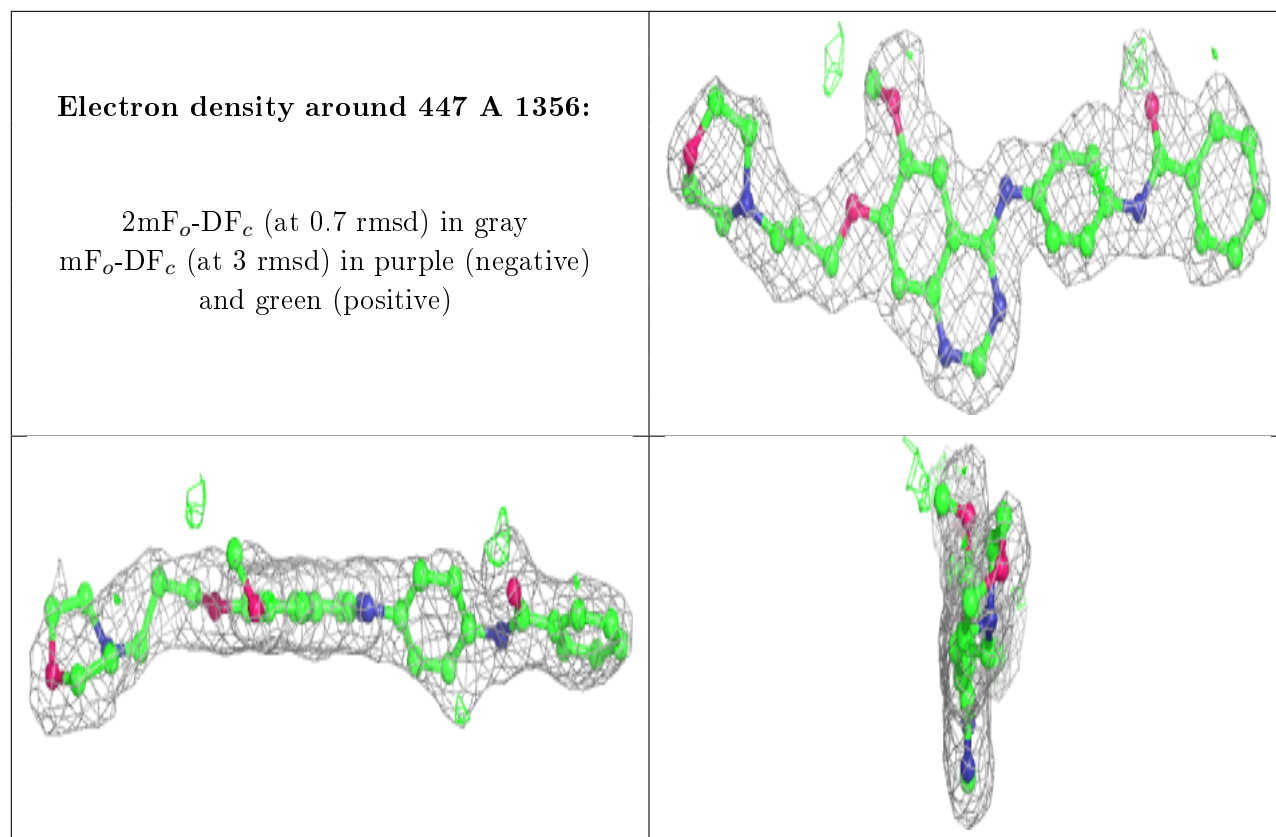 Electron density around 447 A 1356:
2mFo-DFc (at 0.7 rmsd) in gray
mFo-DFc (at 3 rmsd) in purple (negative)
and green (positive)